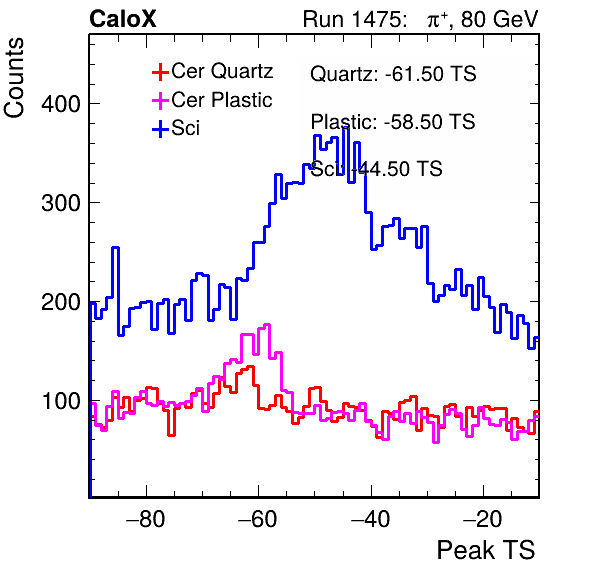 CaloX Run 1475: π⁺, 80 GeV
Counts
Cer Quartz
Cer Plastic
Sci
Quartz: -61.50 TS
Plastic: -58.50 TS
Sci: -44.50 TS
400
300
200
100
−80 −60 −40 −20
Peak TS